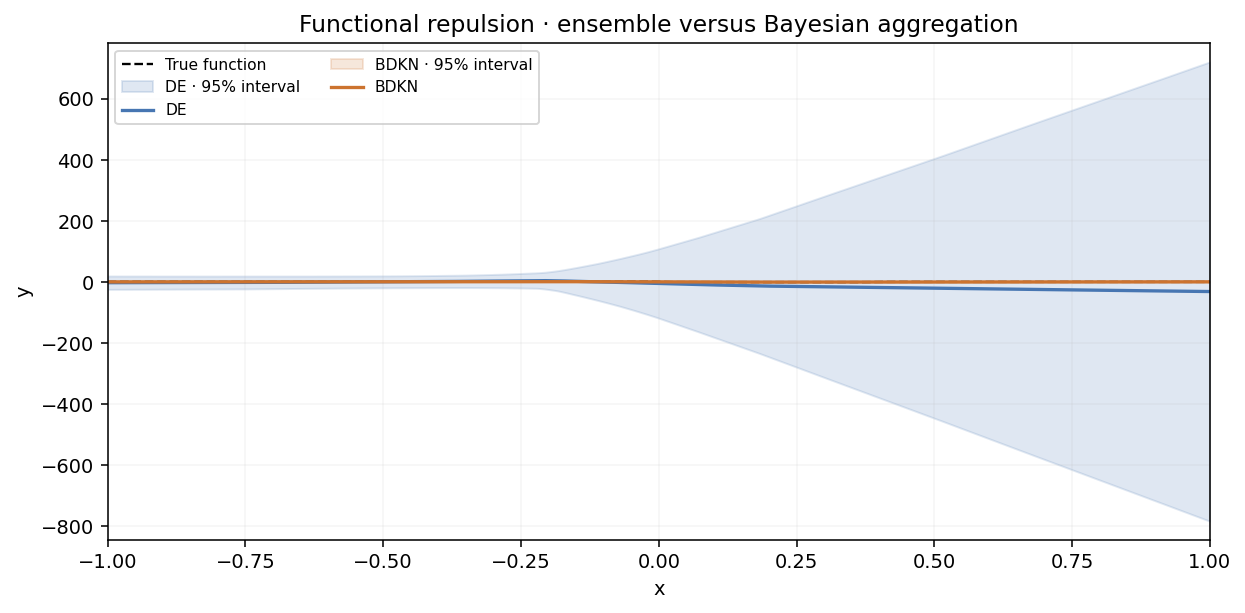 Functional repulsion · ensemble versus Bayesian aggregation
True function
DE · 95% interval
DE
BDKN · 95% interval
BDKN
600
400
200
0
−200
−400
−600
−800
y
−1.00 −0.75 −0.50 −0.25 0.00 0.25 0.50 0.75 1.00
x